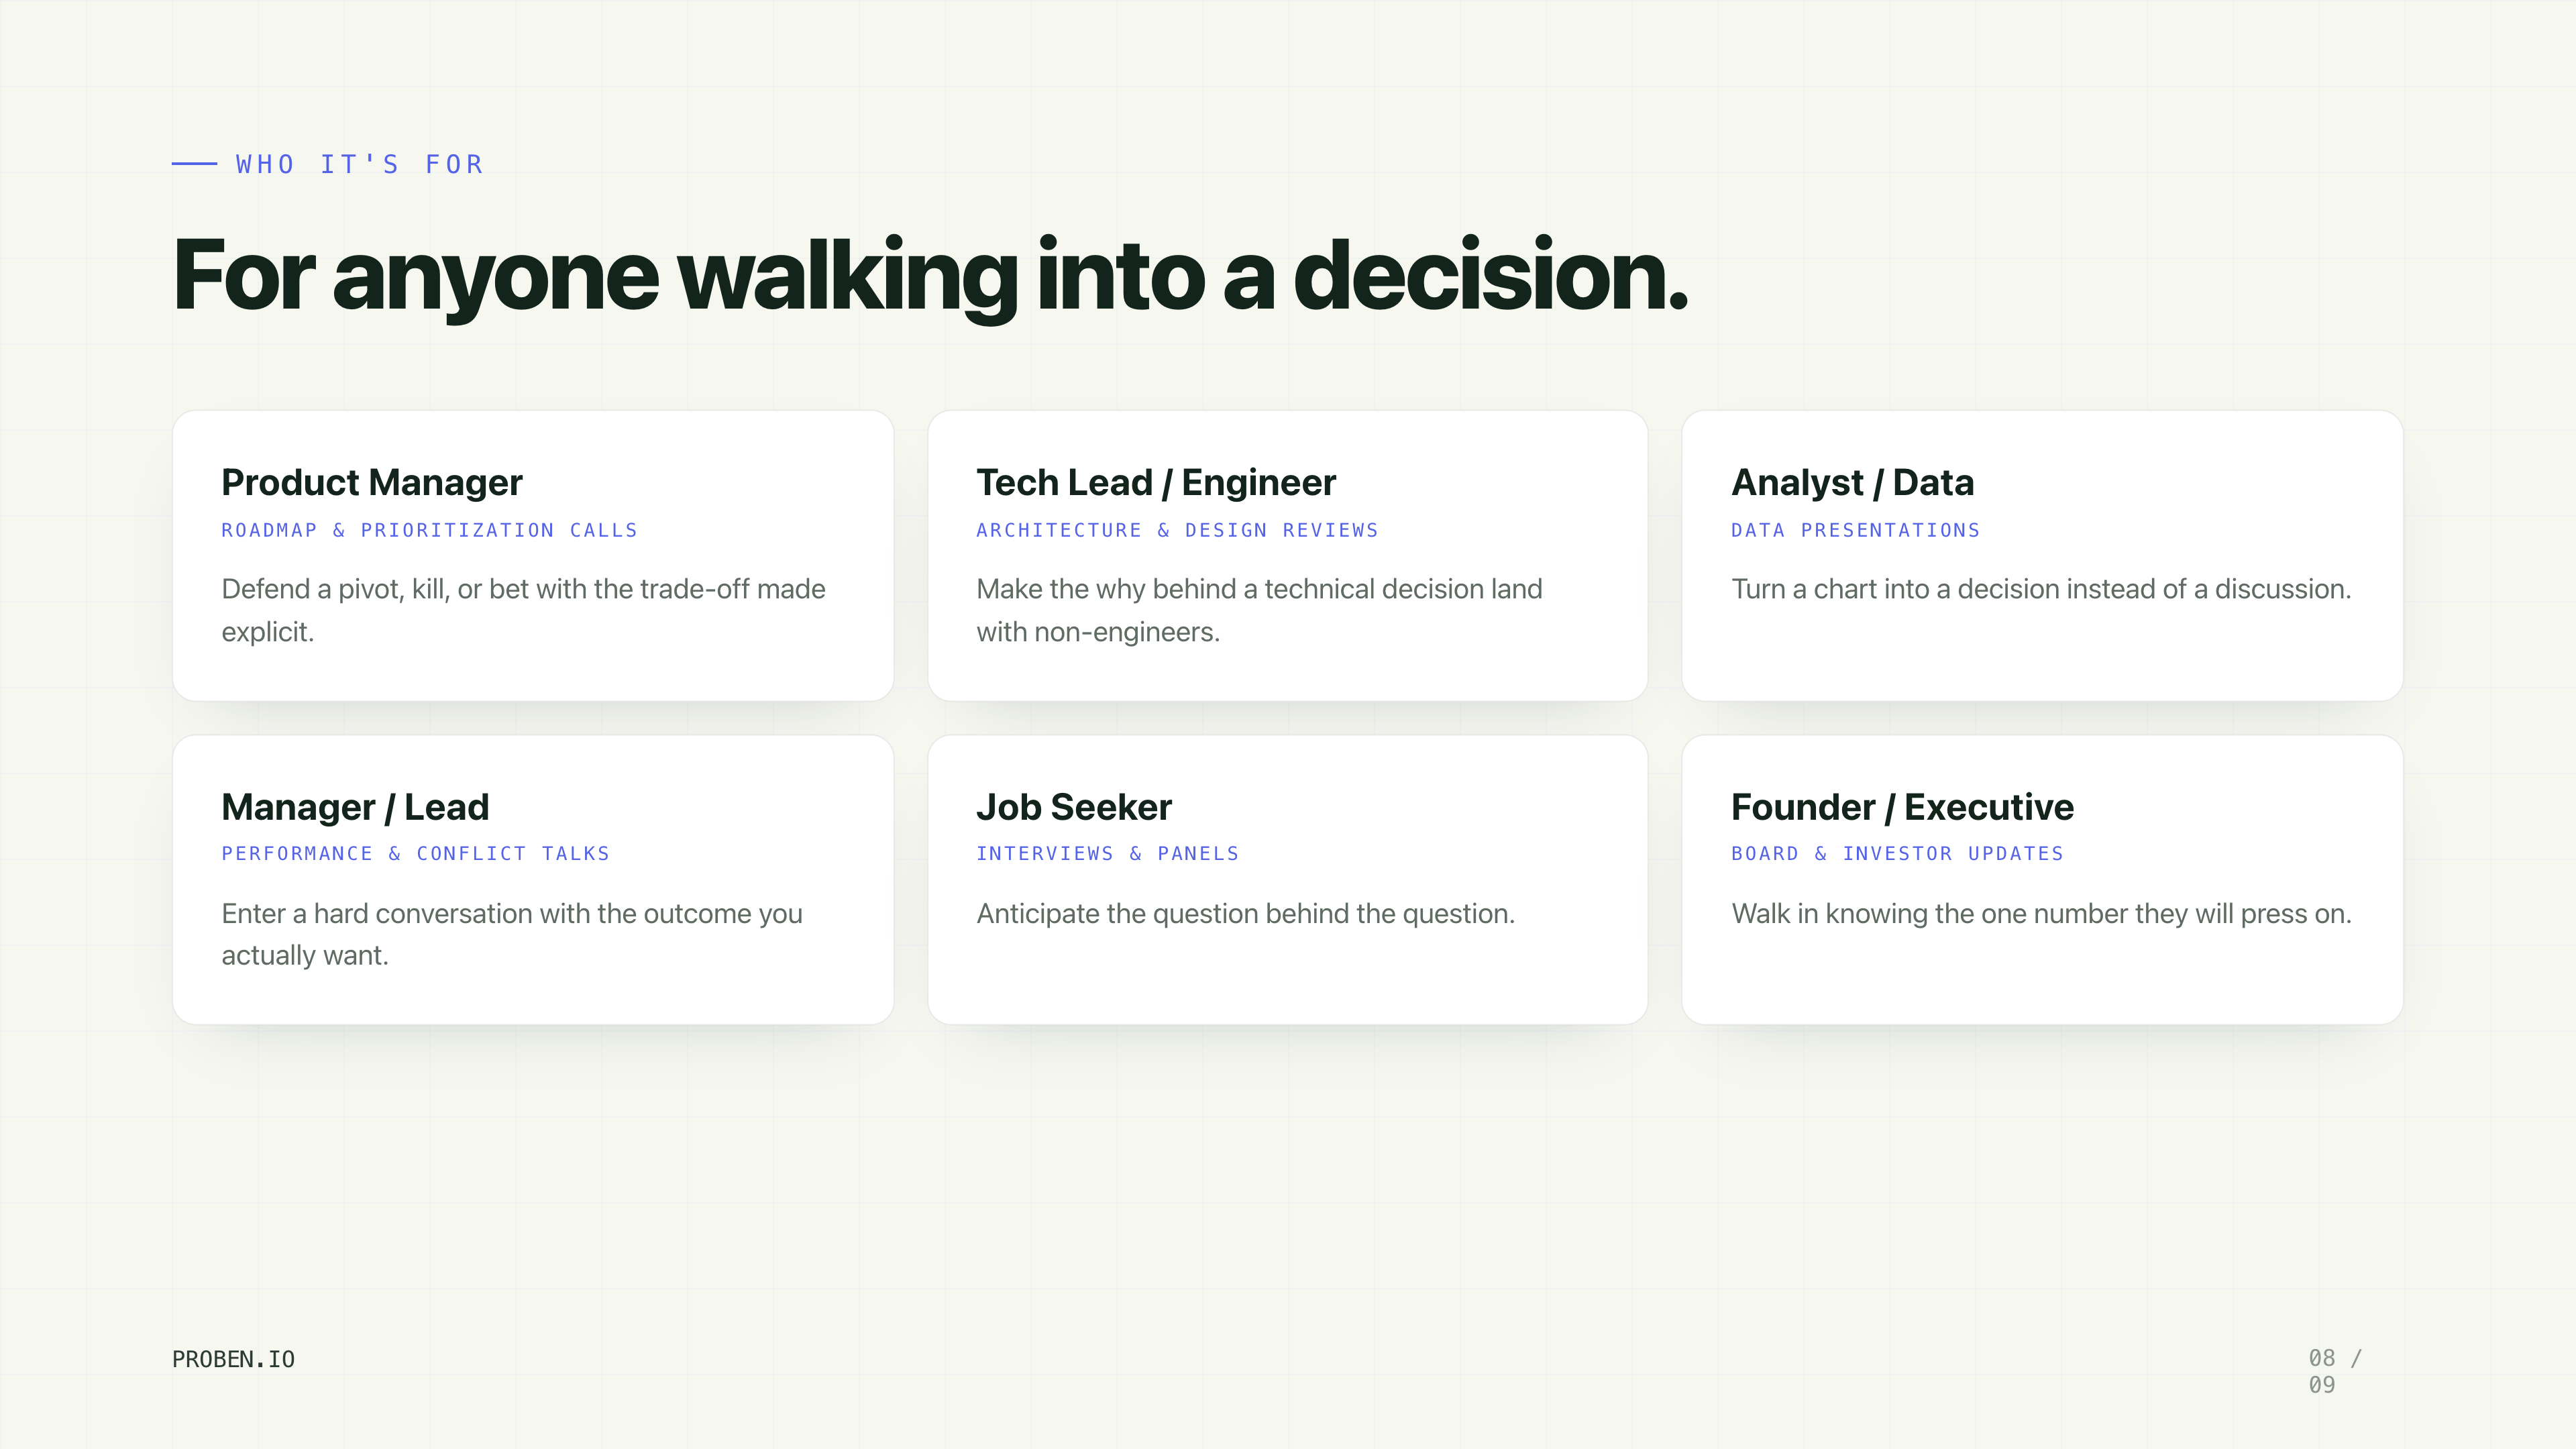 WHO IT'S FOR
For anyone walking into a decision.
Product Manager
ROADMAP & PRIORITIZATION CALLS
Defend a pivot, kill, or bet with the trade-off made
explicit.
Tech Lead / Engineer
ARCHITECTURE & DESIGN REVIEWS
Make the why behind a technical decision land
with non-engineers.
Analyst / Data
DATA PRESENTATIONS
Turn a chart into a decision instead of a discussion.
Manager / Lead
PERFORMANCE & CONFLICT TALKS
Enter a hard conversation with the outcome you
actually want.
Job Seeker
INTERVIEWS & PANELS
Anticipate the question behind the question.
Founder / Executive
BOARD & INVESTOR UPDATES
Walk in knowing the one number they will press on.
PROBEN.IO
08 /
09